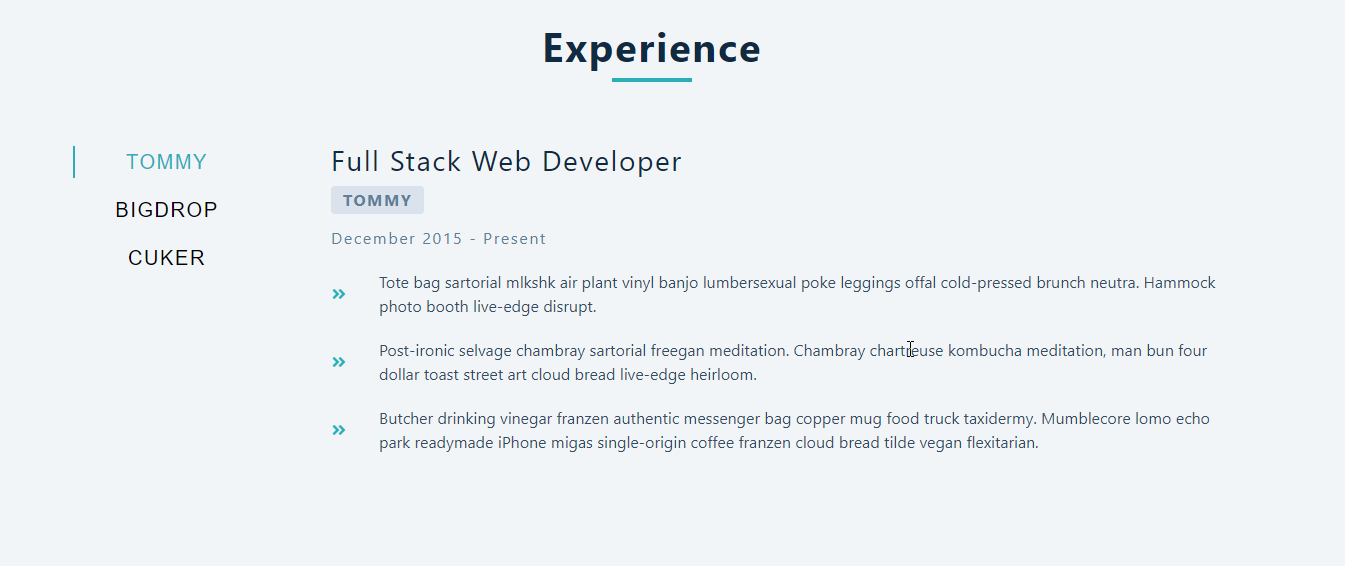 Experience
TOMMY
BIGDROP
CUKER
Full Stack Web Developer
TOMMY
December 2015 - Present
Tote bag sartorial mlkshk air plant vinyl banjo lumbersexual poke leggings offal cold-pressed brunch neutra. Hammock
photo booth live-edge disrupt.
Post-ironic selvage chambray sartorial freegan meditation. Chambray chartreuse kombucha meditation, man bun four
dollar toast street art cloud bread live-edge heirloom.
Butcher drinking vinegar franzen authentic messenger bag copper mug food truck taxidermy. Mumblecore lomo echo
park readymade iPhone migas single-origin coffee franzen cloud bread tilde vegan flexitarian.